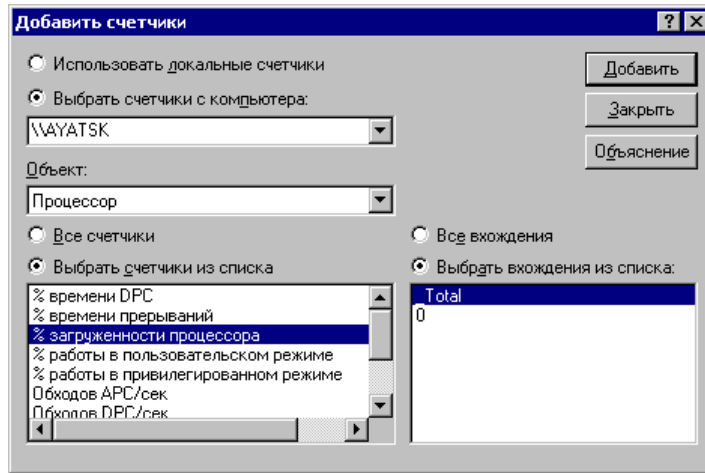 Добавить счетчики
Использовать локальные счетчики
Добавить
Выбрать счетчики с компьютера:
Закрыть
\\AYATSK
Объяснение
Объект:
Процессор
Все счетчики
Все вхождения
Выбрать счетчики из списка
Выбрать вхождения из списка:
% времени DPC
% времени прерываний
% загруженности процессора
% работы в пользовательском режиме
% работы в привилегированном режиме
Обходов APC/сек
Обходов DPC/сек
_Total
0